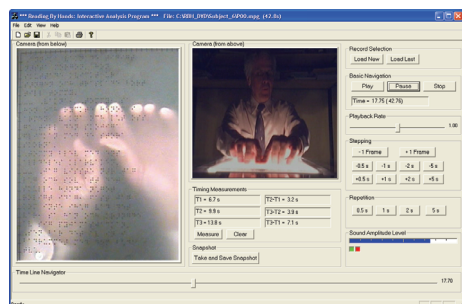 *** Reading By Hands: Interactive Analysis Program *** File: C:\RBH_DVD\Subject_6\P00.mpg (42.8s)
File Edit View Help
Camera (from below)
Camera (from above)
Record Selection
Load New Load Last
Basic Navigation
Play Pause Stop
Time = 17.75 ( 42.76)
Playback Rate
1.00
Stepping
- 1 Frame + 1 Frame
-0.5 s -1 s -2 s -5 s
+0.5 s +1 s +2 s +5 s
Repetition
0.5 s 1 s 2 s 5 s
Sound Amplitude Level
Timing Measurements
T1 = 6.7 s T2-T1 = 3.2 s
T2 = 9.8 s T3-T2 = 3.9 s
T3 = 13.8 s T3-T1 = 7.1 s
Measure Clear
Snapshot
Take and Save Snapshot
Time Line Navigator
17.70
Ready